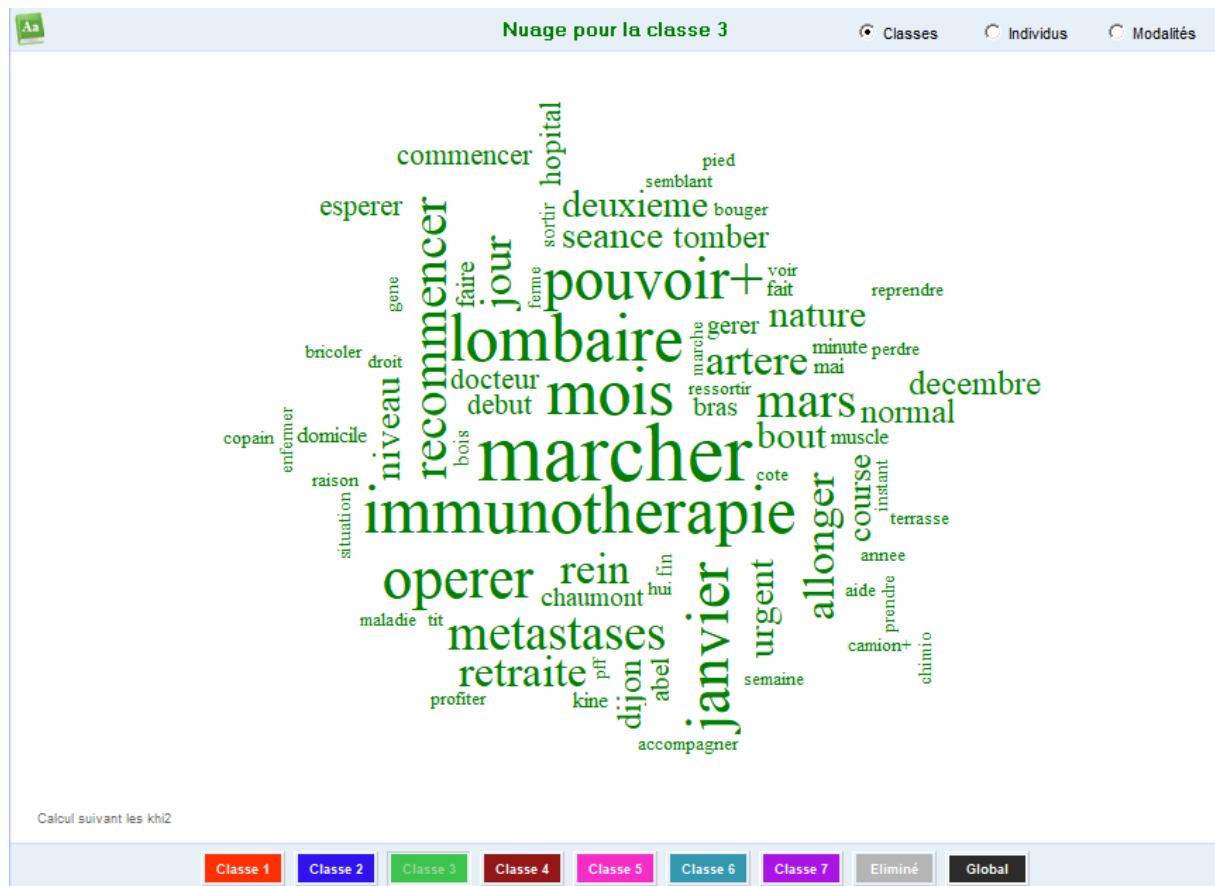 Aa
Nuage pour la classe 3
Classes
Individus
Modalités
hopital
commencer
pied
semblant
esperer
recommencer
sortir
deuxieme
bouger
jour
seance
tomber
faire
ferme
pouvoir+
voir
fait
gene
reprendre
lombaire
marche
gerer
nature
bricoler
droit
artere
minute
perdre
mai
docteur
mois
ressortir
decembre
niveau
debut
bras
mars
normal
copain
enfermer
domicile
bois
marcher
bout
muscle
raison
cote
allonger
course
instant
situation
immunotherapie
terrasse
annee
operer
rein
fin
janvier
urgent
chaumont
hui
aide
prendre
maladie
tit
metastases
camion+
chimio
retraite
pff
dijon
abel
semaine
profiter
kine
accompagner
Calcul suivant les khi2
Classe 1
Classe 2
Classe 3
Classe 4
Classe 5
Classe 6
Classe 7
Eliminé
Global